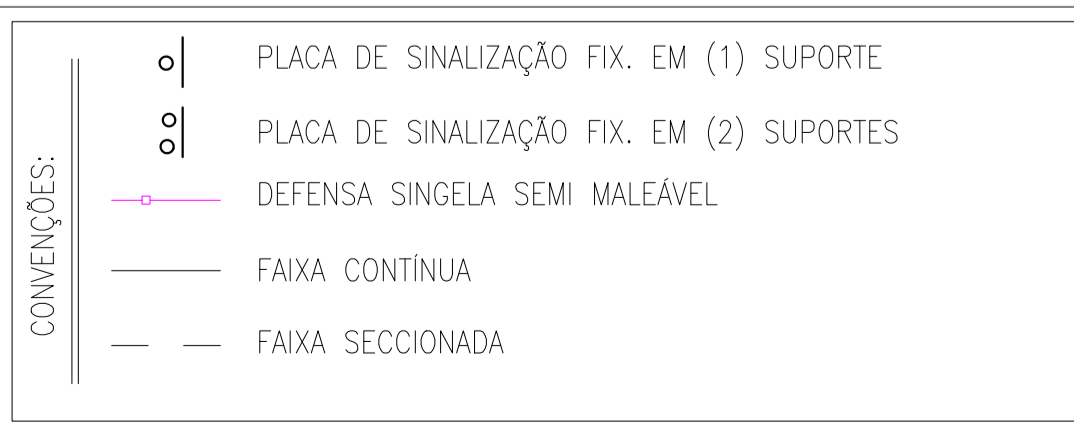 CONVENÇÕES:
PLACA DE SINALIZAÇÃO FIX. EM (1) SUPORTE
PLACA DE SINALIZAÇÃO FIX. EM (2) SUPORTES
DEFENSA SINGELA SEMI MALEÁVEL
FAIXA CONTÍNUA
FAIXA SECCIONADA